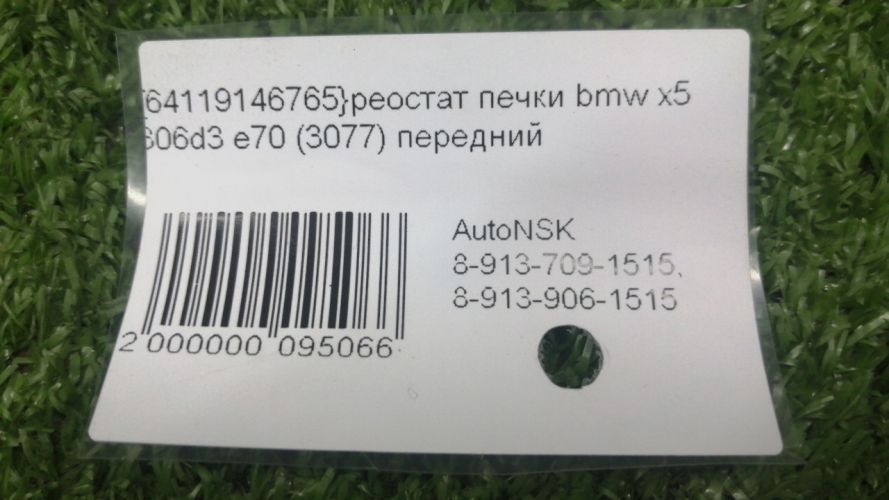 {64119146765}реостат печки bmw x5
306d3 e70 (3077) передний
AutoNSK
8-913-709-1515,
8-913-906-1515
2 000000 095066